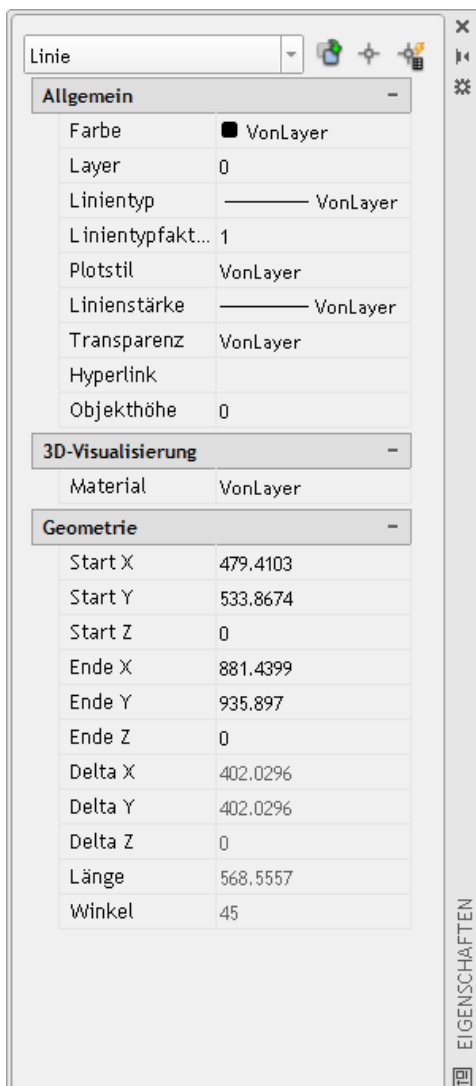 Linie
Allgemein
Farbe VonLayer
Layer 0
Linientyp VonLayer
Linientypfakt... 1
Plotstil VonLayer
Linienstärke VonLayer
Transparenz VonLayer
Hyperlink
Objekthöhe 0
3D-Visualisierung
Material VonLayer
Geometrie
Start X 479.4103
Start Y 533.8674
Start Z 0
Ende X 881.4399
Ende Y 935.897
Ende Z 0
Delta X 402.0296
Delta Y 402.0296
Delta Z 0
Länge 568.5557
Winkel 45
EIGENSCHAFTEN